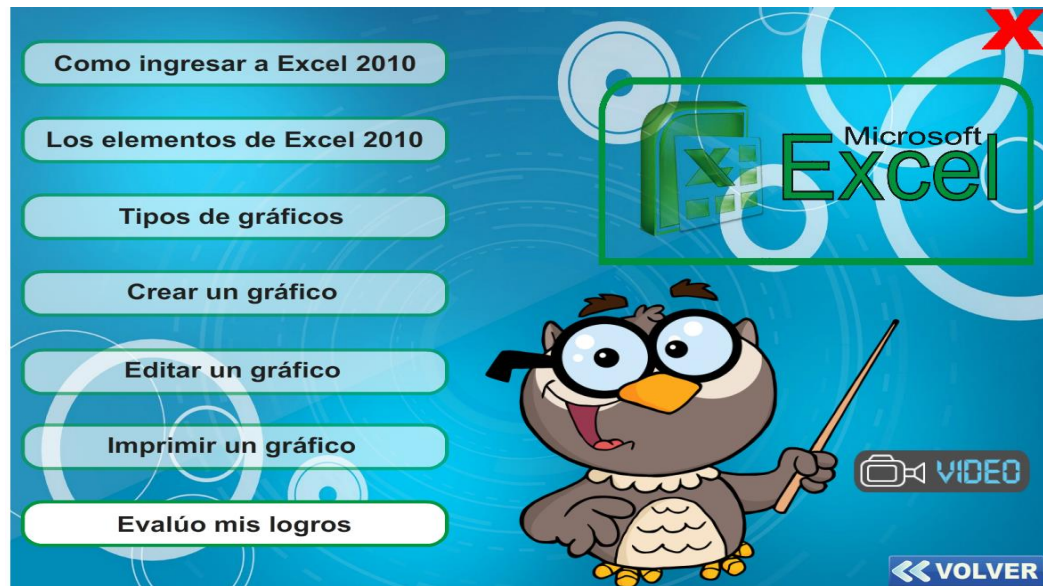 X
Como ingresar a Excel 2010
Los elementos de Excel 2010
Tipos de gráficos
Crear un gráfico
Editar un gráfico
Imprimir un gráfico
Evalúo mis logros
X
Microsoft
Excel
VIDEO
<< VOLVER